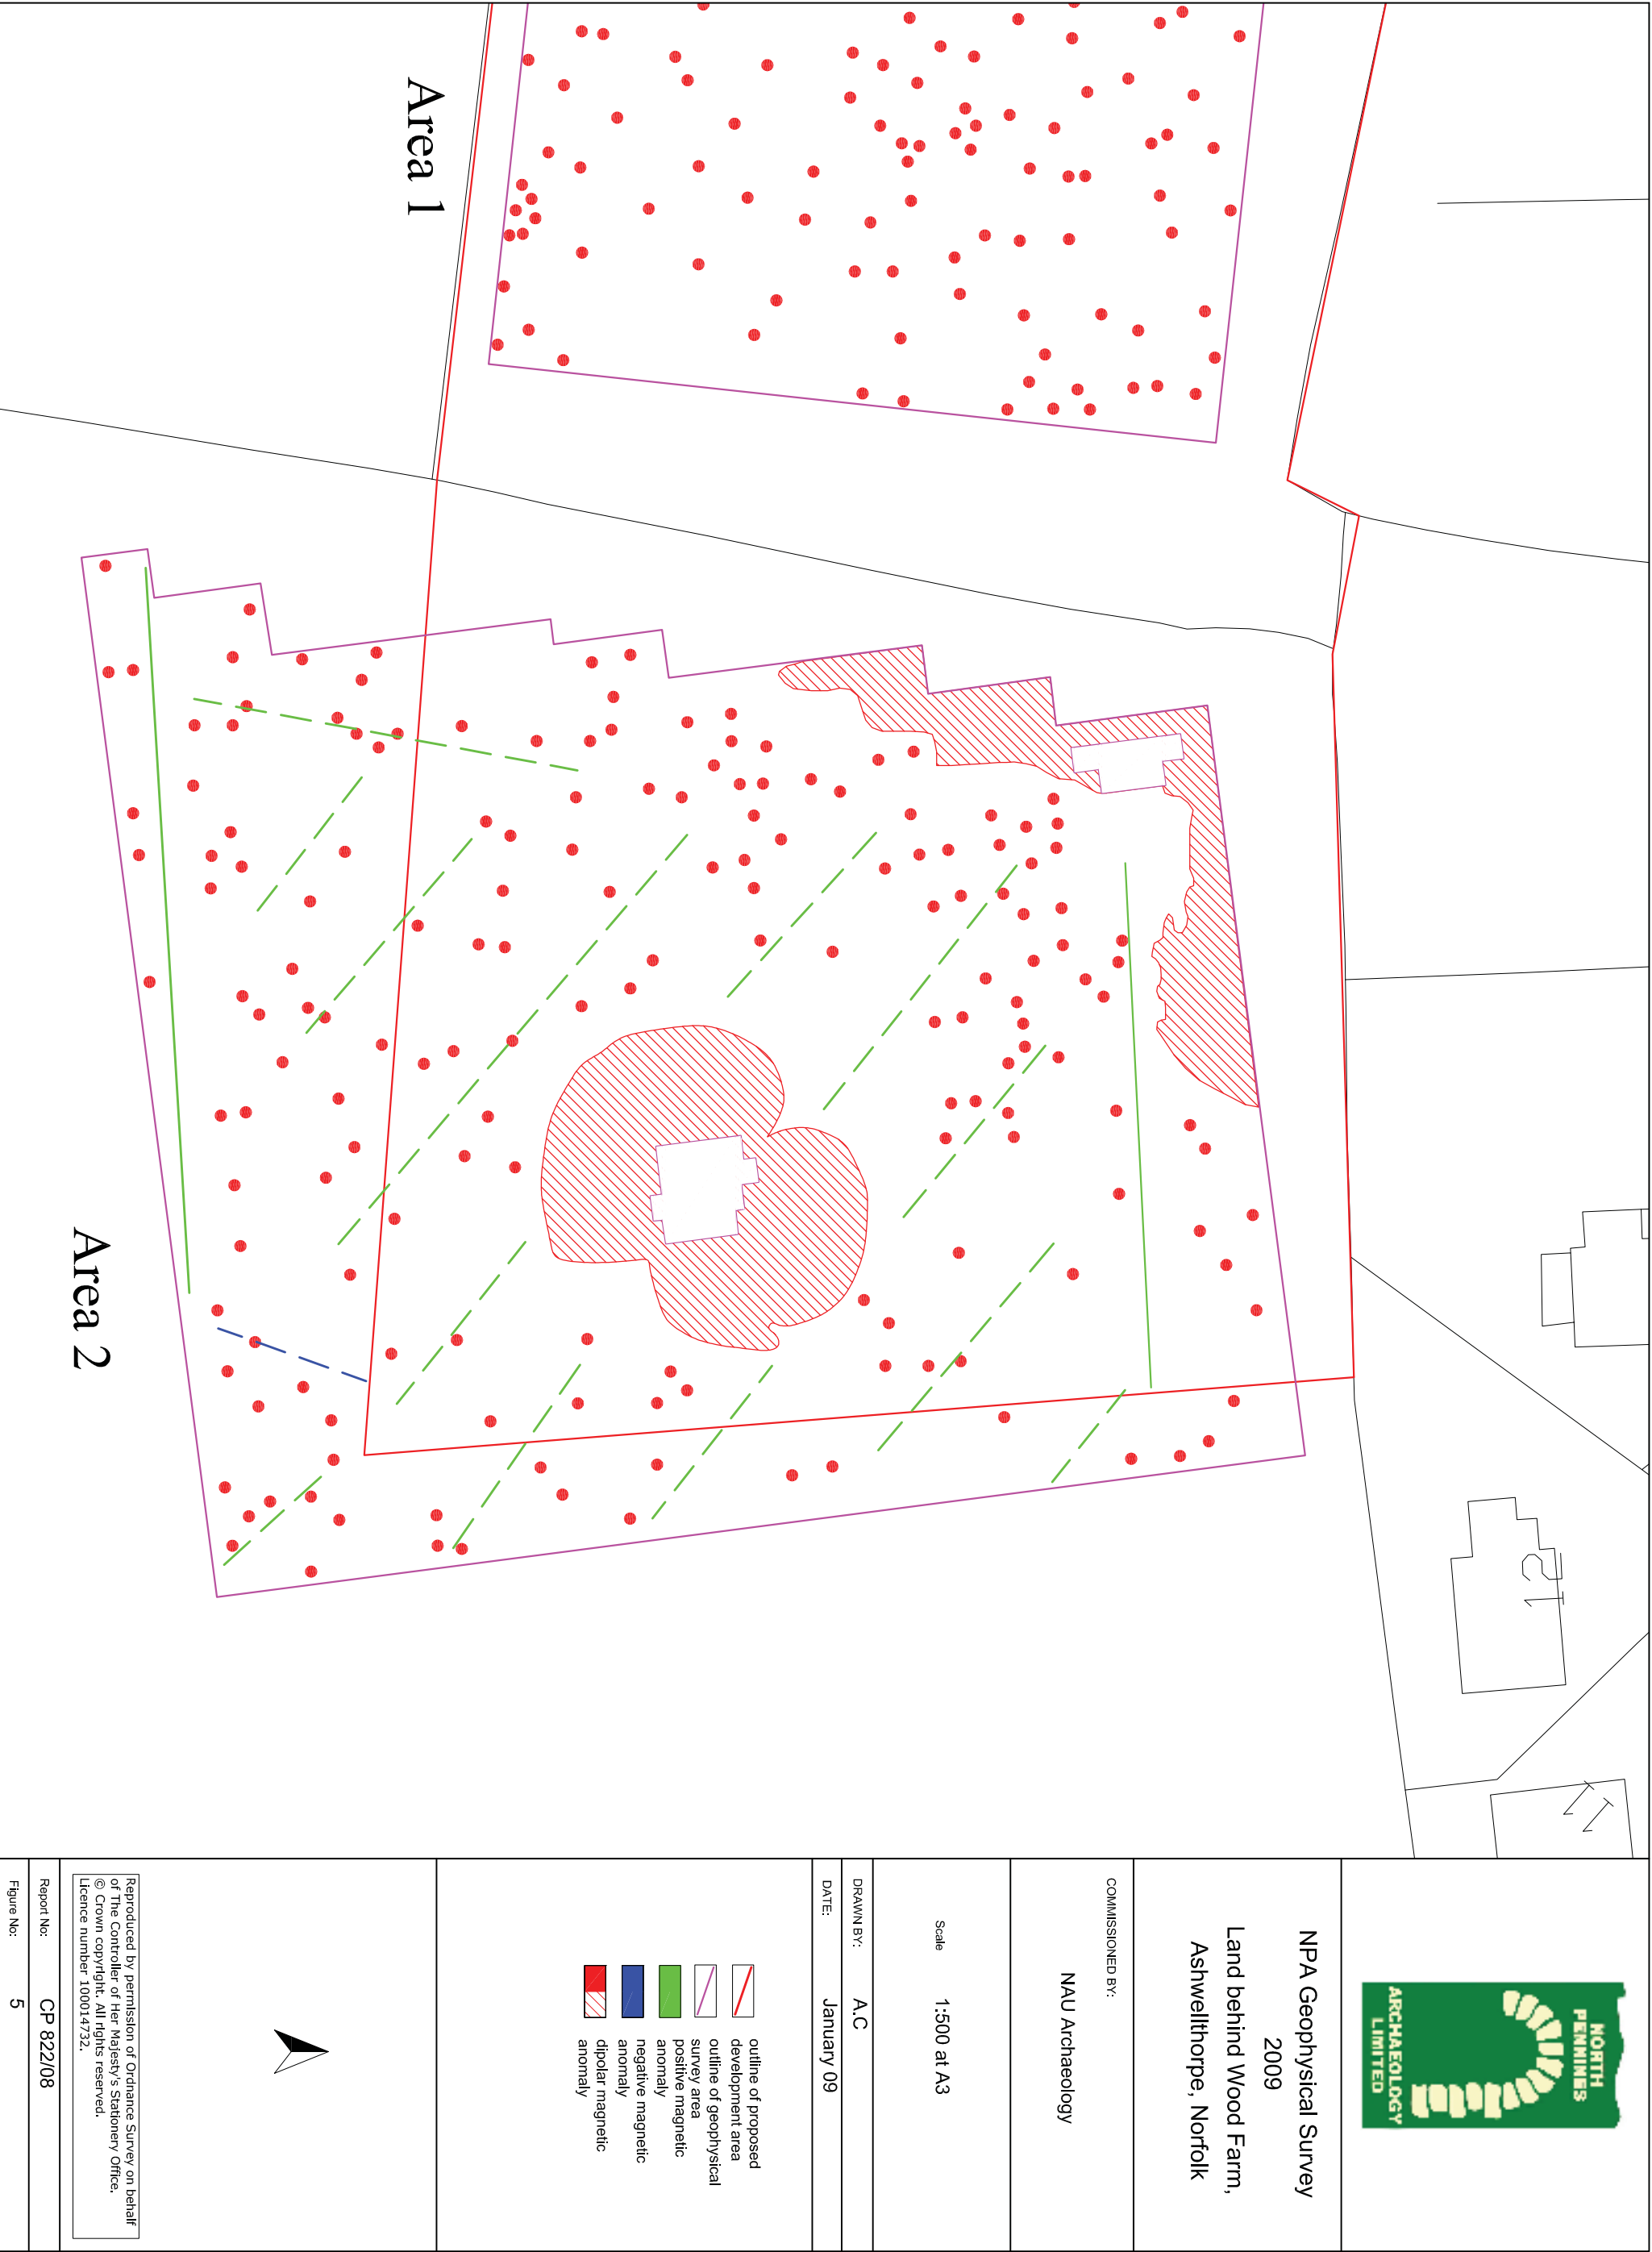 Area 1
Area 2
12
11
NORTH
PENNINES
ARCHAEOLOGY
LIMITED
NPA Geophysical Survey
2009
Land behind Wood Farm,
Ashwellthorpe, Norfolk
COMMISSIONED BY:
NAU Archaeology
Scale 1:500 at A3
DRAWN BY: A.C
DATE: January 09
outline of proposed
development area
outline of geophysical
survey area
positive magnetic
anomaly
negative magnetic
anomaly
dipolar magnetic
anomaly
Reproduced by permission of Ordnance Survey on behalf
of The Controller of Her Majesty's Stationery Office.
© Crown copyright. All rights reserved.
Licence number 100014732.
Report No: CP 822/08
Figure No: 5